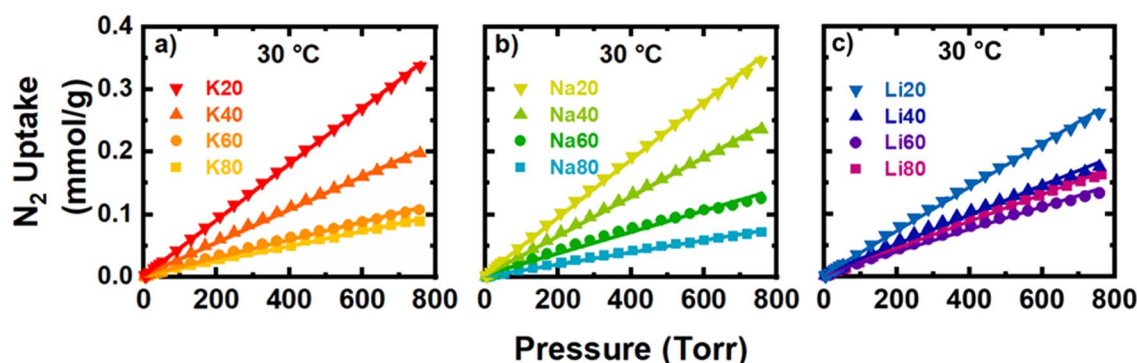 N₂ Uptake
(mmol/g)
0.4
0.3
0.2
0.1
0.0
a)
30 °C
K20
K40
K60
K80
0
200
400
600
800
b)
30 °C
Na20
Na40
Na60
Na80
0
200
400
600
800
c)
30 °C
Li20
Li40
Li60
Li80
0
200
400
600
800
Pressure (Torr)